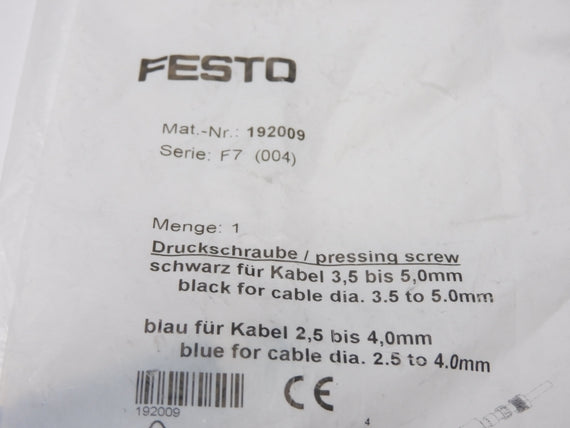 FESTO
Mat.-Nr.: 192009
Serie: F7 (004)
Menge: 1
Druckschraube / pressing screw
schwarz für Kabel 3,5 bis 5,0mm
black for cable dia. 3.5 to 5.0mm
blau für Kabel 2,5 bis 4,0mm
blue for cable dia. 2.5 to 4.0mm
CE
192009
4